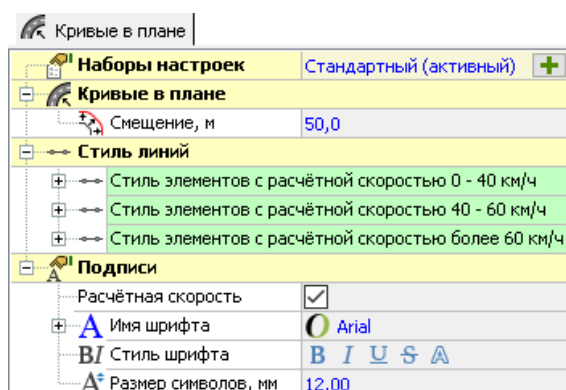 Кривые в плане
Наборы настроек Стандартный (активный)
Кривые в плане
Смещение, м 50,0
Стиль линий
Стиль элементов с расчётной скоростью 0 - 40 км/ч
Стиль элементов с расчётной скоростью 40 - 60 км/ч
Стиль элементов с расчётной скоростью более 60 км/ч
Подписи
Расчётная скорость
Имя шрифта Arial
Стиль шрифта B I U S A
Размер символов, мм 12,00